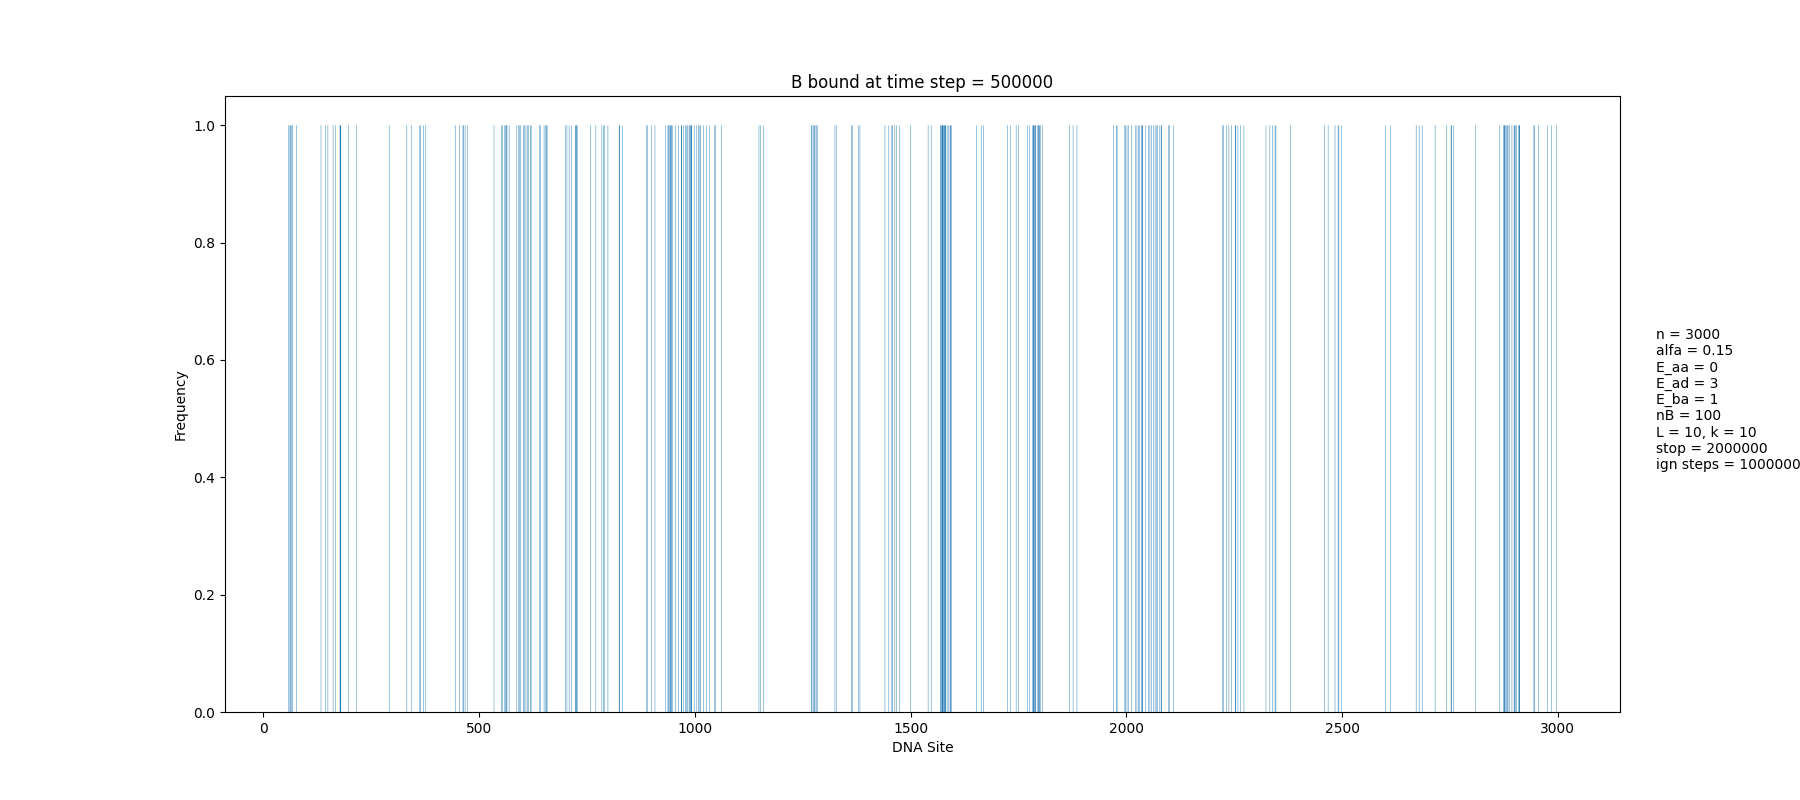 B bound at time step = 500000
1.0
0.8
0.6
0.4
0.2
0.0
Frequency
0 500 1000 1500 2000 2500 3000
DNA Site
n = 3000
alfa = 0.15
E_aa = 0
E_ad = 3
E_ba = 1
nB = 100
L = 10, k = 10
stop = 2000000
ign steps = 1000000